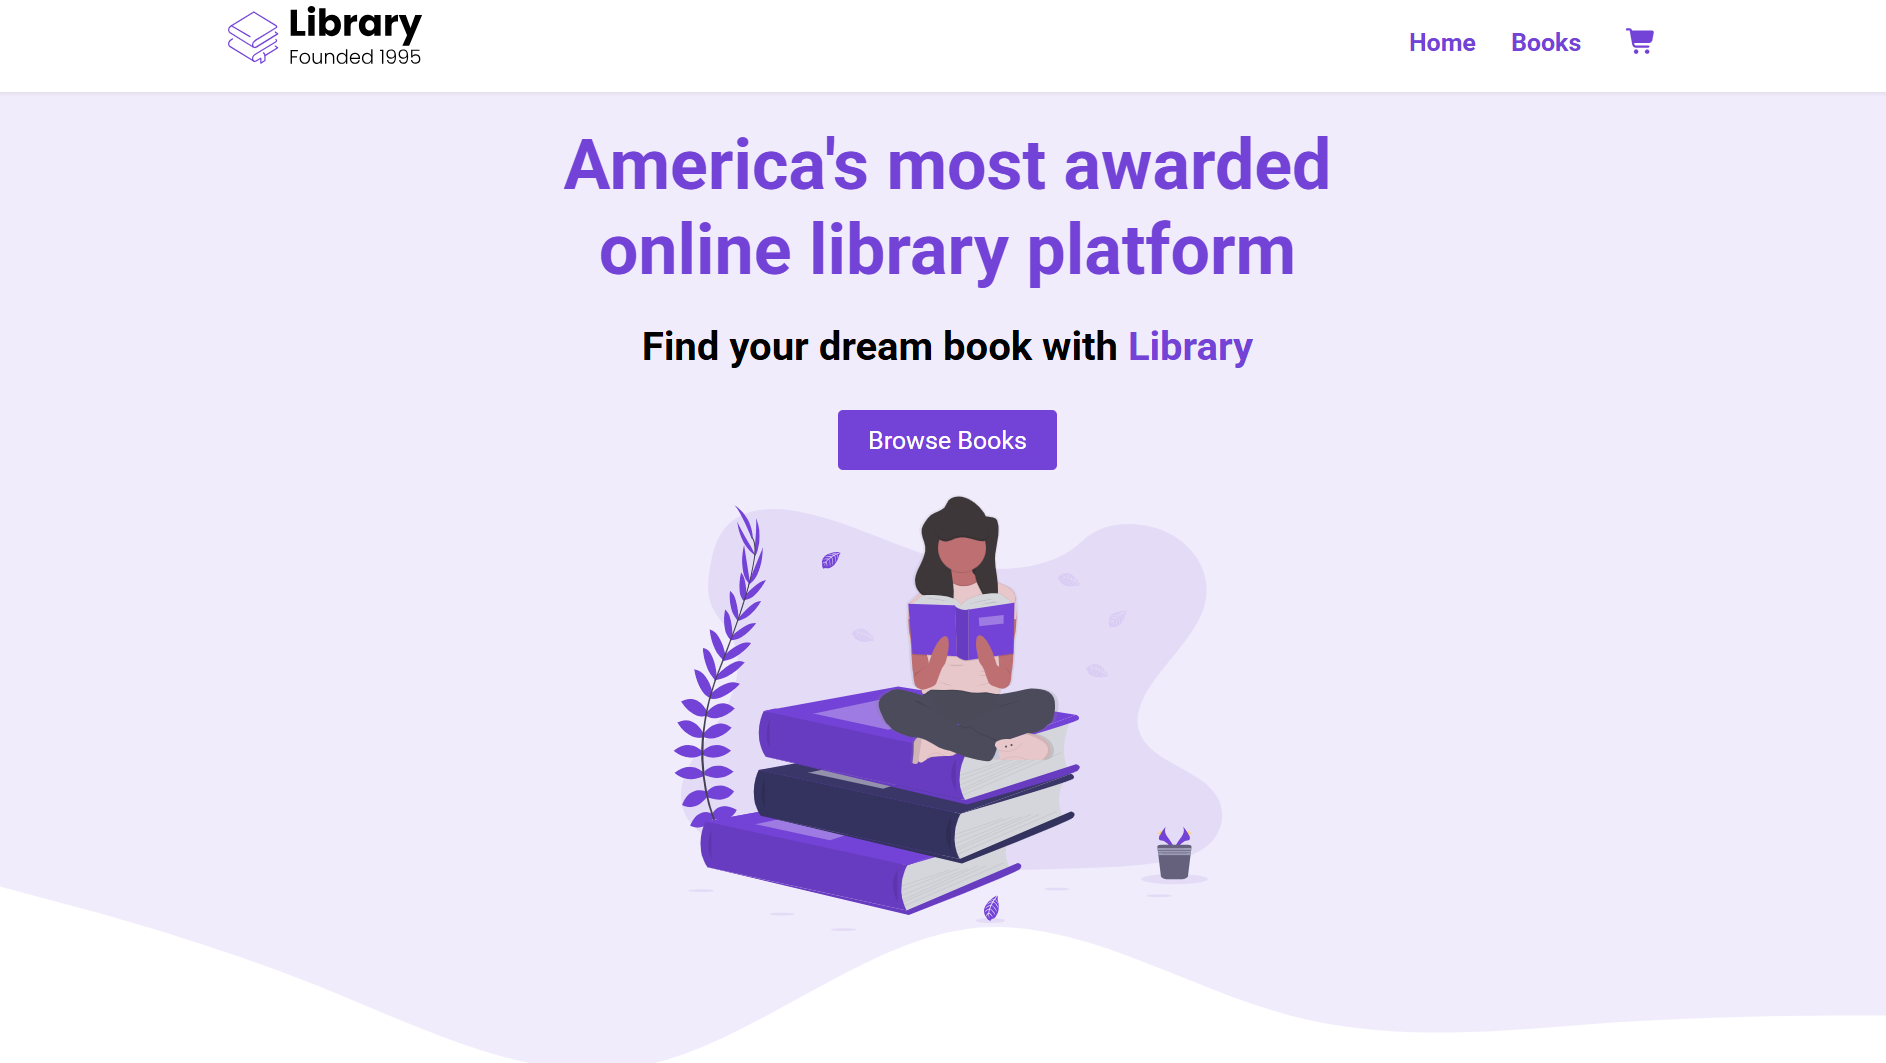 Library
Founded 1995
Home
Books
America's most awarded
online library platform
Find your dream book with Library
Browse Books